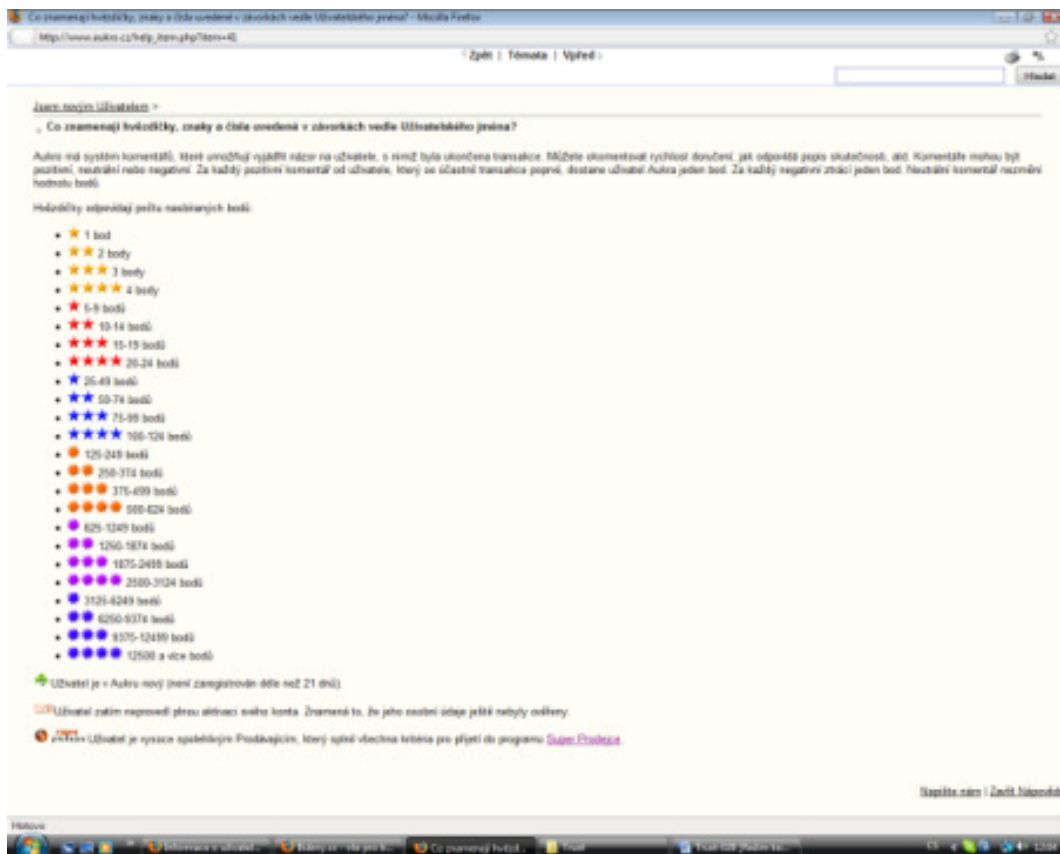 Co znamenají hvězdičky, znaky a čísla uvedené v závorkách vedle Uživatelského jména? - Mozilla Firefox
http://www.aukro.cz/help_item.php?item=41
Zpět | Témata | Vpřed
Hledat
Jsem novým Uživatelem >
Co znamenají hvězdičky, znaky a čísla uvedené v závorkách vedle Uživatelského jména?
Aukro má systém komentářů, které umožňují vyjádřit názor na uživatele, s nimiž byla ukončena transakce. Můžete okomentovat rychlost doručení, jak odpovídá popis skutečnosti, atd. Komentáře mohou být
pozitivní, neutrální nebo negativní. Za každý pozitivní komentář od uživatele, který se účastní transakce poprvé, dostane uživatel Aukra jeden bod. Za každý negativní ztrácí jeden bod. Neutrální komentář nezmění
hodnotu bodů.
Hvězdičky odpovídají počtu nasbíraných bodů:
1 bod
2 body
3 body
4 body
5-9 bodů
10-14 bodů
15-19 bodů
20-24 bodů
25-49 bodů
50-74 bodů
75-99 bodů
100-124 bodů
125-249 bodů
250-374 bodů
375-499 bodů
500-624 bodů
625-1249 bodů
1250-1874 bodů
1875-2499 bodů
2500-3124 bodů
3125-6249 bodů
6250-9374 bodů
9375-12499 bodů
12500 a více bodů
Uživatel je v Aukru nový (není zaregistrován déle než 21 dnů).
Uživatel zatím neprovedl plnou aktivaci svého konta. Znamená to, že jeho osobní údaje ještě nebyly ověřeny.
Uživatel je vysoce spolehlivým Prodávajícím, který splnil všechna kritéria pro přijetí do programu Super Prodejce.
Napište nám | Zavřít Nápověd
Hotovo
Informace o uživatel...
Co znamenají hvězd...
Trust
CS